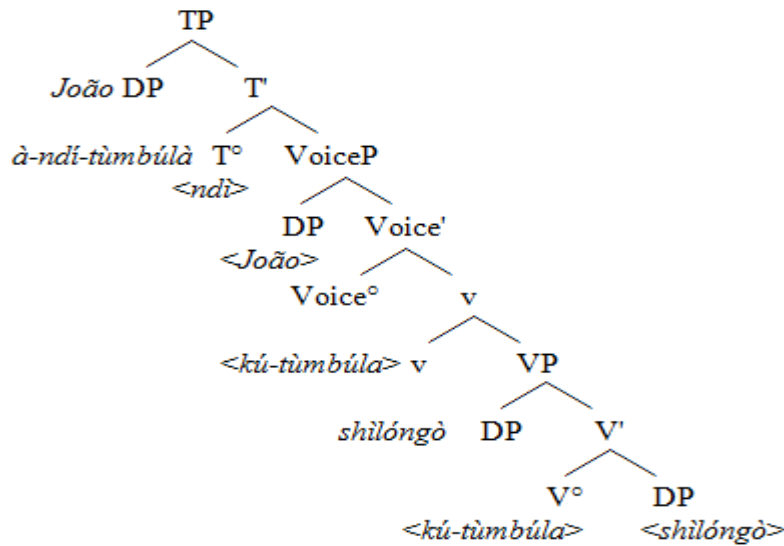 TP
João DP T'
à-ndí-tùmbúlà T° VoiceP
<ndì>
DP Voice'
<João>
Voice° v
<kú-tùmbúla> v VP
shìlóngò DP V'
V° DP
<kú-tùmbúla> <shìlóngò>